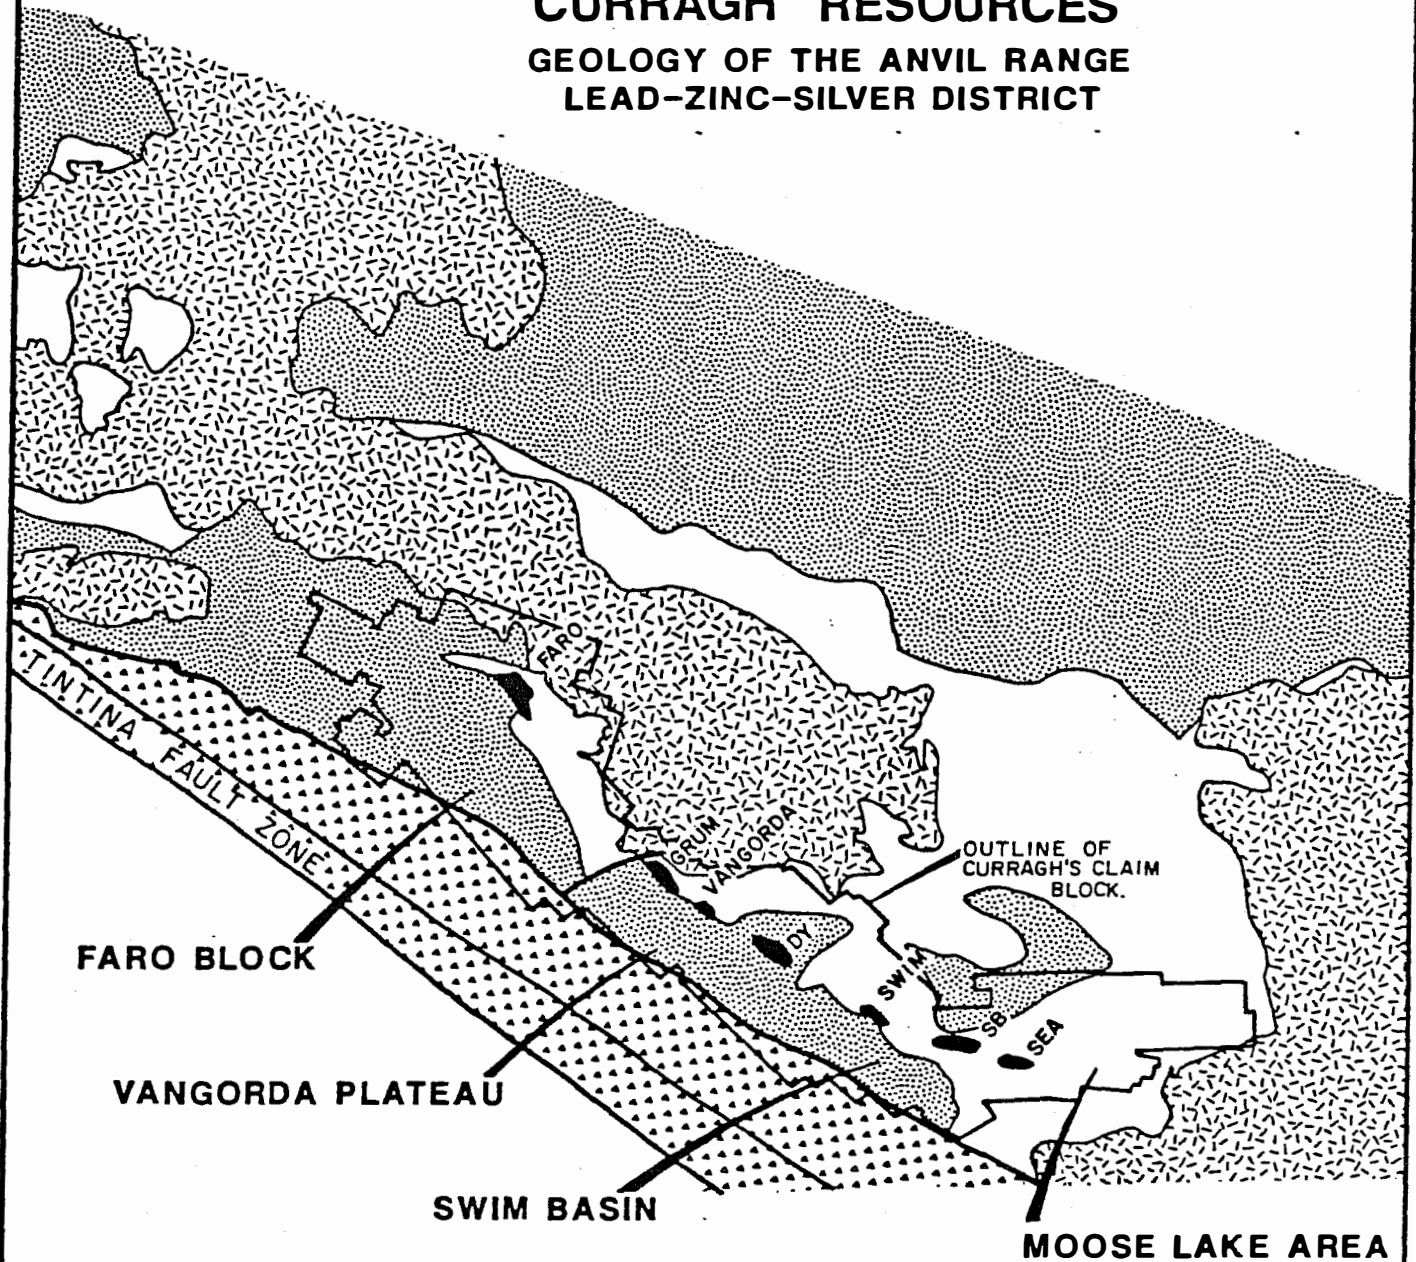 CURRAGH RESOURCES
GEOLOGY OF THE ANVIL RANGE
LEAD-ZINC-SILVER DISTRICT
FARO
TINTINA FAULT ZONE
GRUM
VANGORDA
OUTLINE OF
CURRAGH'S CLAIM
BLOCK.
DY
SWIM
SB
SEA
FARO BLOCK
VANGORDA PLATEAU
SWIM BASIN
MOOSE LAKE AREA